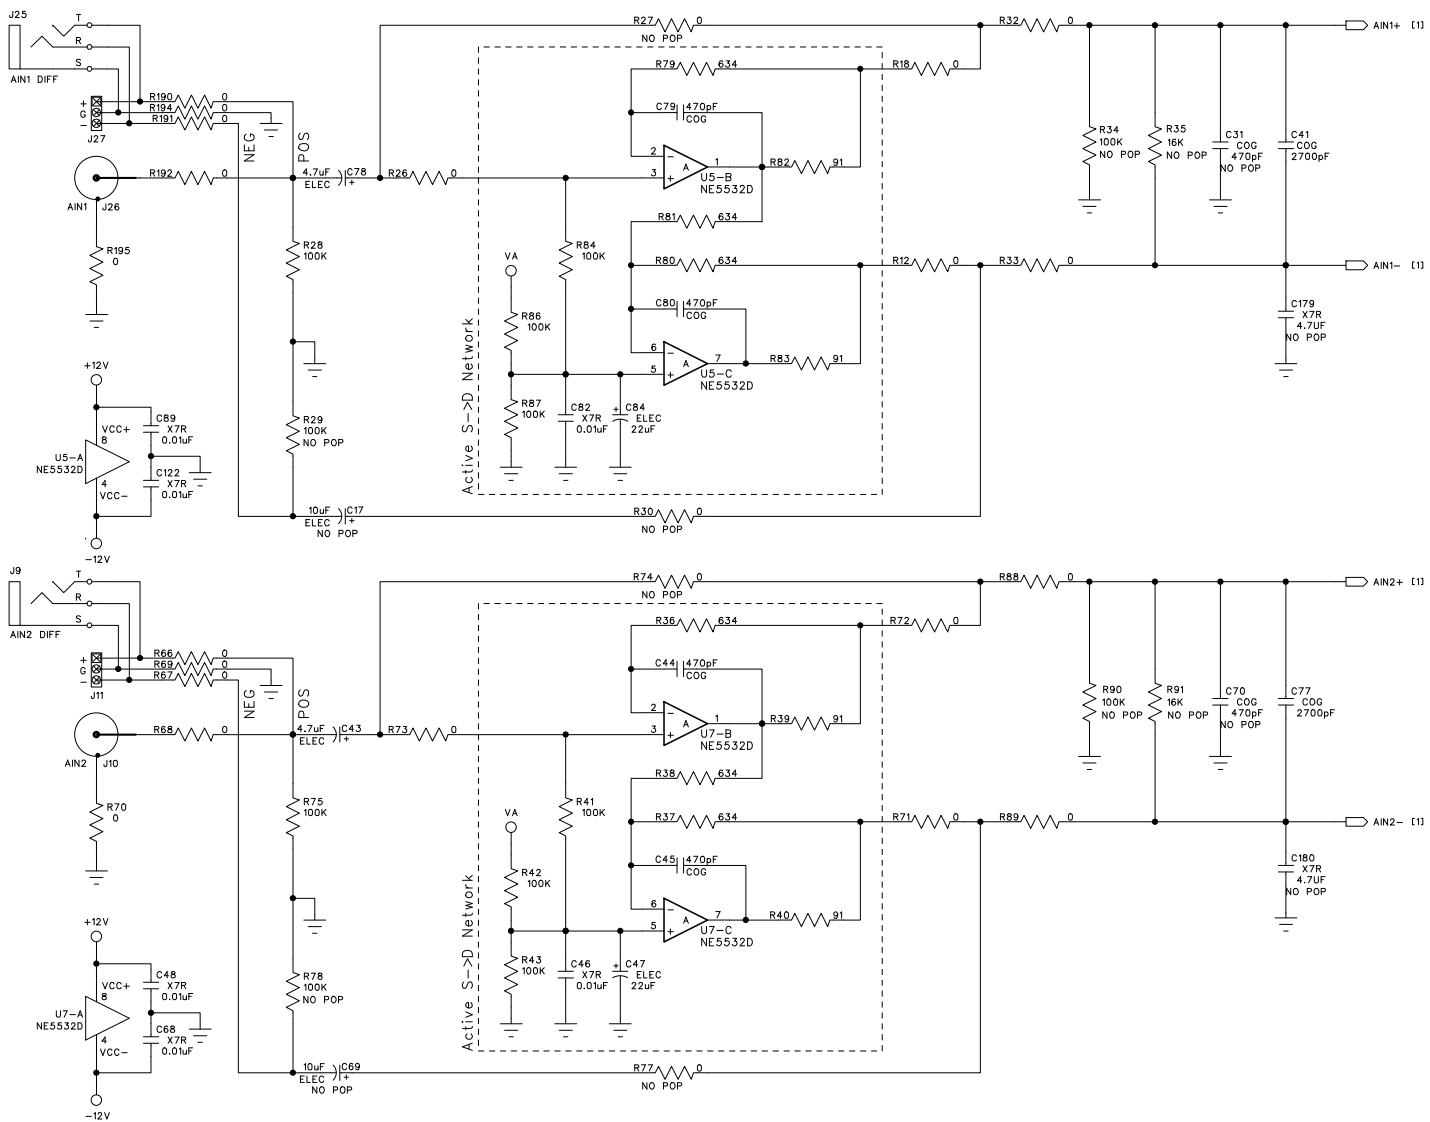 J25
T
R
S
AIN1 DIFF
+
G
-
J27
R190 0
R194 0
R191 0
NEG
POS
AIN1 J26
R192 0
R195
0
4.7uF
ELEC
C78
+
R26 0
R27 0
NO POP
R28
100K
R29
100K
NO POP
10uF
ELEC
C17
+
NO POP
R30 0
NO POP
+12V
VCC+
8
U5-A
NE5532D
4
VCC-
-12V
C89
X7R
0.01uF
C122
X7R
0.01uF
Active S->D Network
VA
R86
100K
R87
100K
R84
100K
C82
X7R
0.01uF
+
C84
ELEC
22uF
R79 634
C79 470pF
COG
2 -
3 +
A
1
U5-B
NE5532D
R82 91
R81 634
R80 634
C80 470pF
COG
6 -
5 +
A
7
U5-C
NE5532D
R83 91
R18 0
R12 0
R32 0
R33 0
R34
100K
NO POP
R35
16K
NO POP
C31
COG
470pF
NO POP
C41
COG
2700pF
C179
X7R
4.7UF
NO POP
AIN1+ [1]
AIN1- [1]
J9
T
R
S
AIN2 DIFF
+
G
-
J11
R66 0
R69 0
R67 0
NEG
POS
AIN2 J10
R68 0
R70
0
4.7uF
ELEC
C43
+
R73 0
R74 0
NO POP
R75
100K
R78
100K
NO POP
10uF
ELEC
C69
+
NO POP
R77 0
NO POP
+12V
VCC+
8
U7-A
NE5532D
4
VCC-
-12V
C48
X7R
0.01uF
C68
X7R
0.01uF
Active S->D Network
VA
R42
100K
R43
100K
R41
100K
C46
X7R
0.01uF
+
C47
ELEC
22uF
R36 634
C44 470pF
COG
2 -
3 +
A
1
U7-B
NE5532D
R39 91
R38 634
R37 634
C45 470pF
COG
6 -
5 +
A
7
U7-C
NE5532D
R40 91
R72 0
R71 0
R88 0
R89 0
R90
100K
NO POP
R91
16K
NO POP
C70
COG
470pF
NO POP
C77
COG
2700pF
C180
X7R
4.7UF
NO POP
AIN2+ [1]
AIN2- [1]